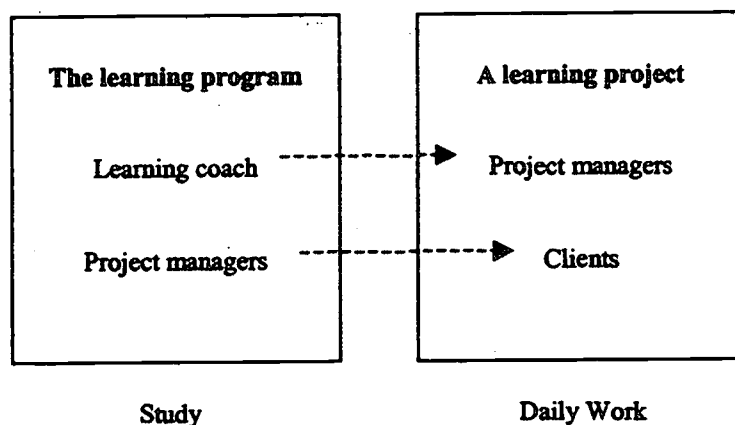 The learning program
Learning coach
Project managers
Study
A learning project
Project managers
Clients
Daily Work